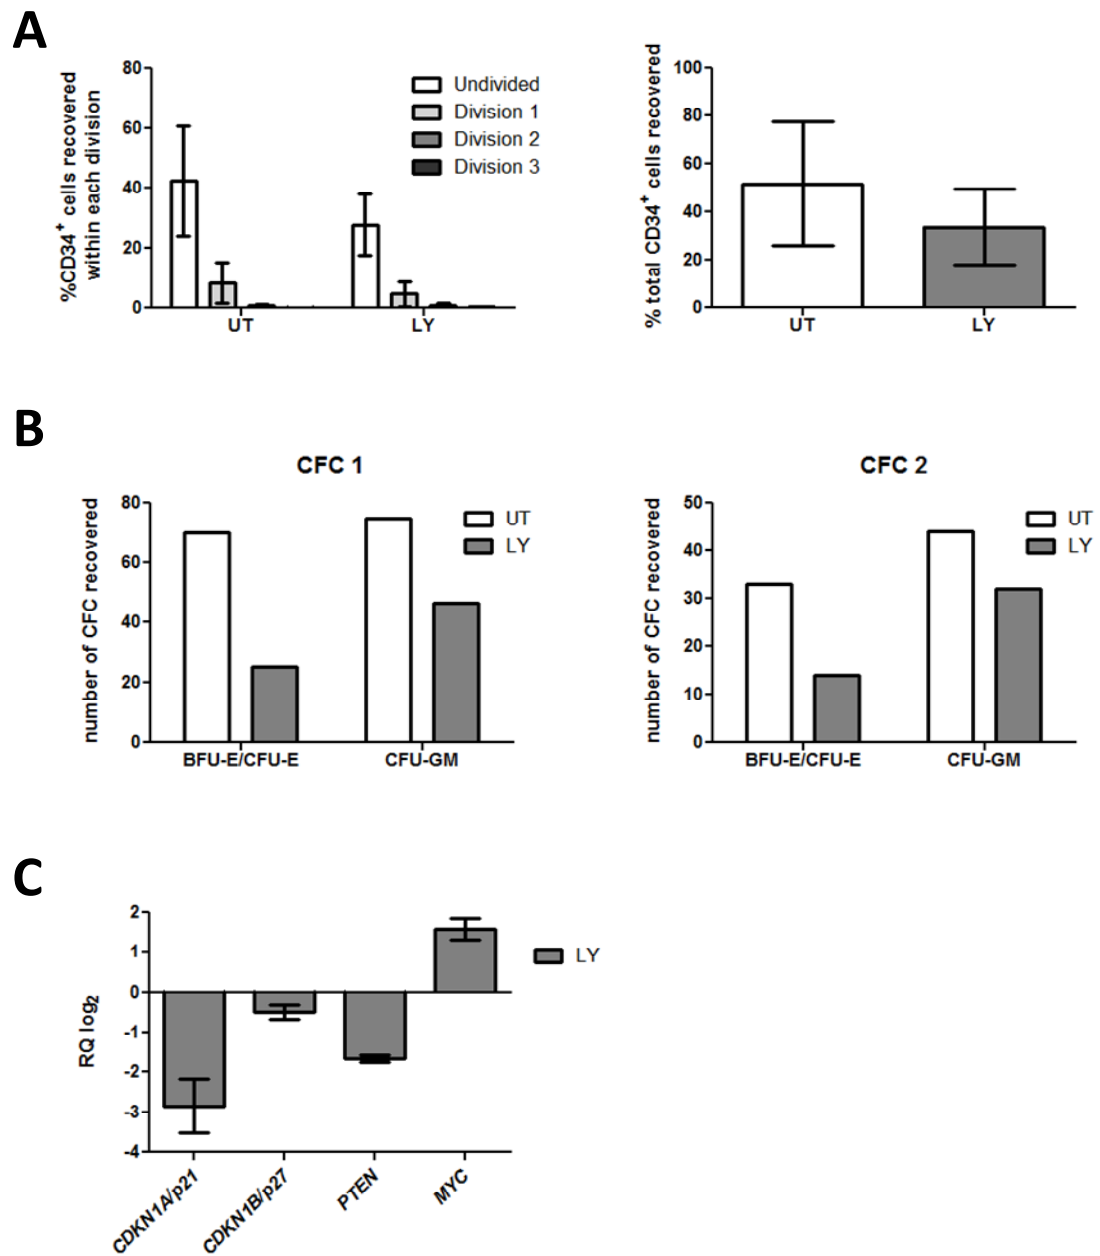 A
%CD34+ cells recovered
within each division
80
60
40
20
0
UT
LY
Undivided
Division 1
Division 2
Division 3
% total CD34+ cells recovered
100
80
60
40
20
0
UT
LY
B
CFC 1
number of CFC recovered
80
60
40
20
0
BFU-E/CFU-E
CFU-GM
UT
LY
CFC 2
number of CFC recovered
50
40
30
20
10
0
BFU-E/CFU-E
CFU-GM
UT
LY
C
RQ log2
2
1
0
-1
-2
-3
-4
CDKN1A/p21
CDKN1B/p27
PTEN
MYC
LY